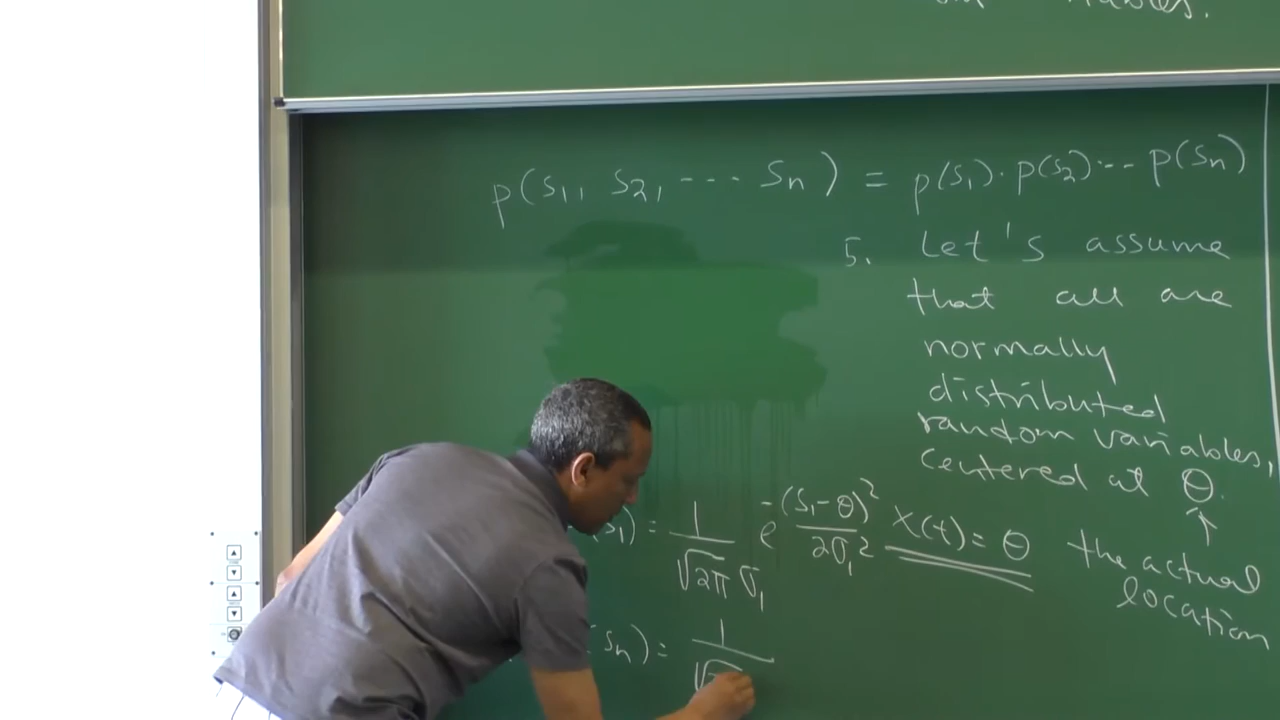 p(s₁, s₂, --- sₙ) = p(s₁)·p(s₂)--- p(sₙ)
5. Let's assume
that all are
normally
distributed
random variables,
centered at Θ.
↑
the actual
location
s₁) = 1/(√2π σ₁) e^(-(s₁-θ)²/2σ₁²) X(t) = Θ
sₙ) = 1/√